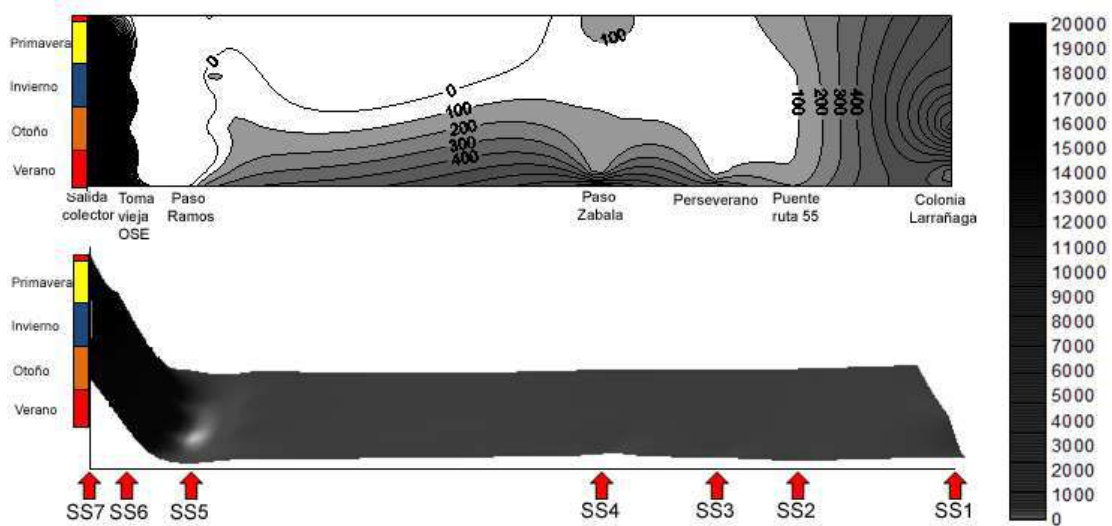 Primavera
Invierno
Otoño
Verano
0
0
100
200
300
400
100
100
200
300
400
Salida colector
Toma vieja OSE
Paso Ramos
Paso Zabala
Perseverano
Puente ruta 55
Colonia Larrañaga
Primavera
Invierno
Otoño
Verano
SS7
SS6
SS5
SS4
SS3
SS2
SS1
20000
19000
18000
17000
16000
15000
14000
13000
12000
11000
10000
9000
8000
7000
6000
5000
4000
3000
2000
1000
0